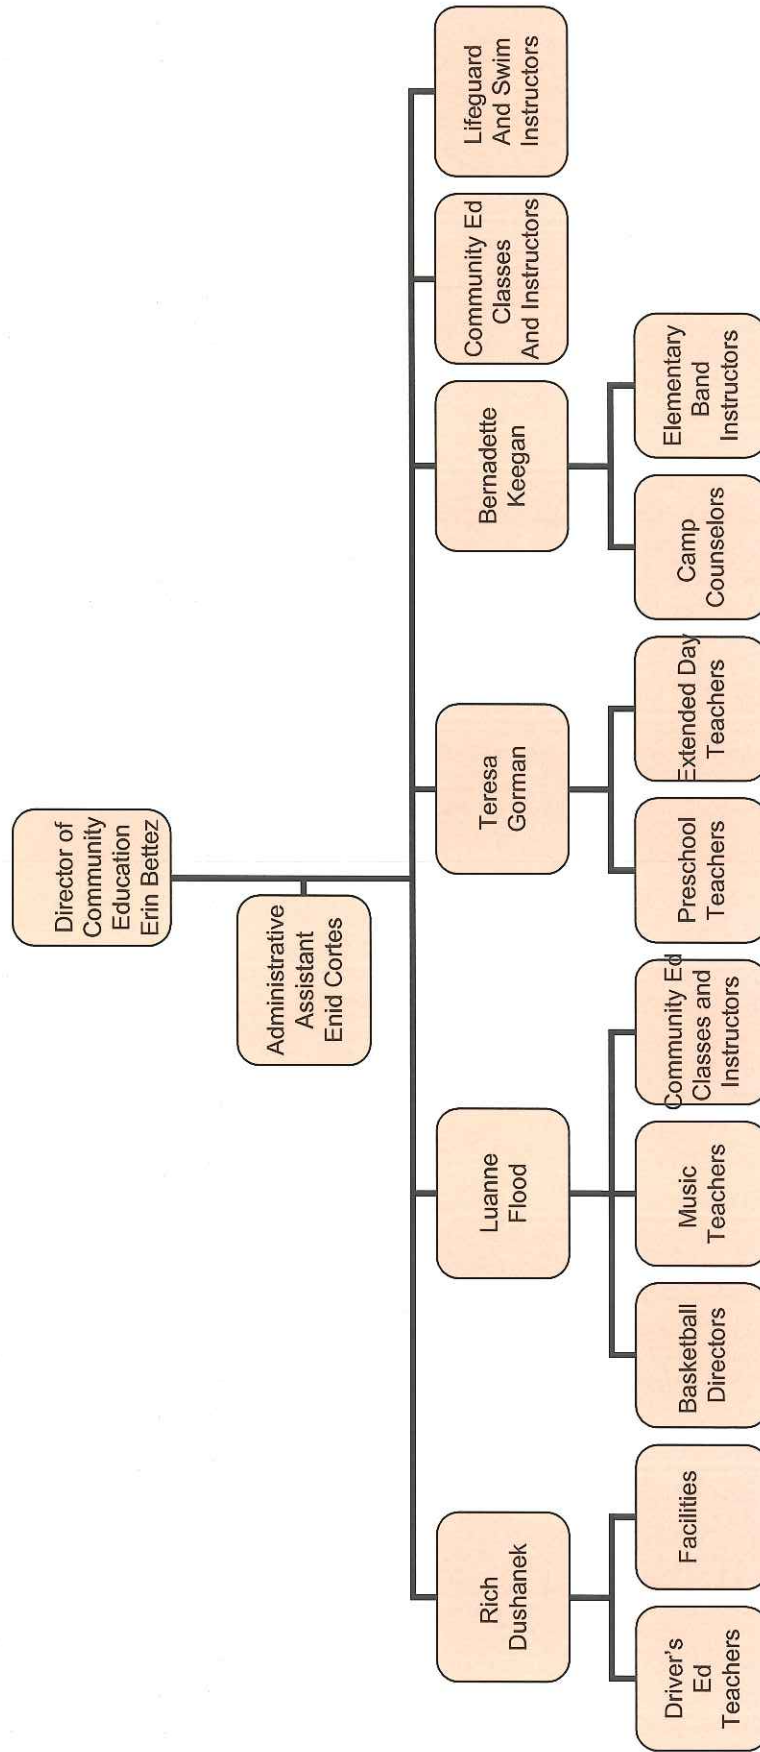 Director of
Community
Education
Erin Bettez
Administrative
Assistant
Enid Cortes
Rich
Dushanek
Luanne
Flood
Teresa
Gorman
Bernadette
Keegan
Community Ed
Classes
And Instructors
Lifeguard
And Swim
Instructors
Driver's
Ed
Teachers
Facilities
Basketball
Directors
Music
Teachers
Community Ed
Classes and
Instructors
Preschool
Teachers
Extended Day
Teachers
Camp
Counselors
Elementary
Band
Instructors